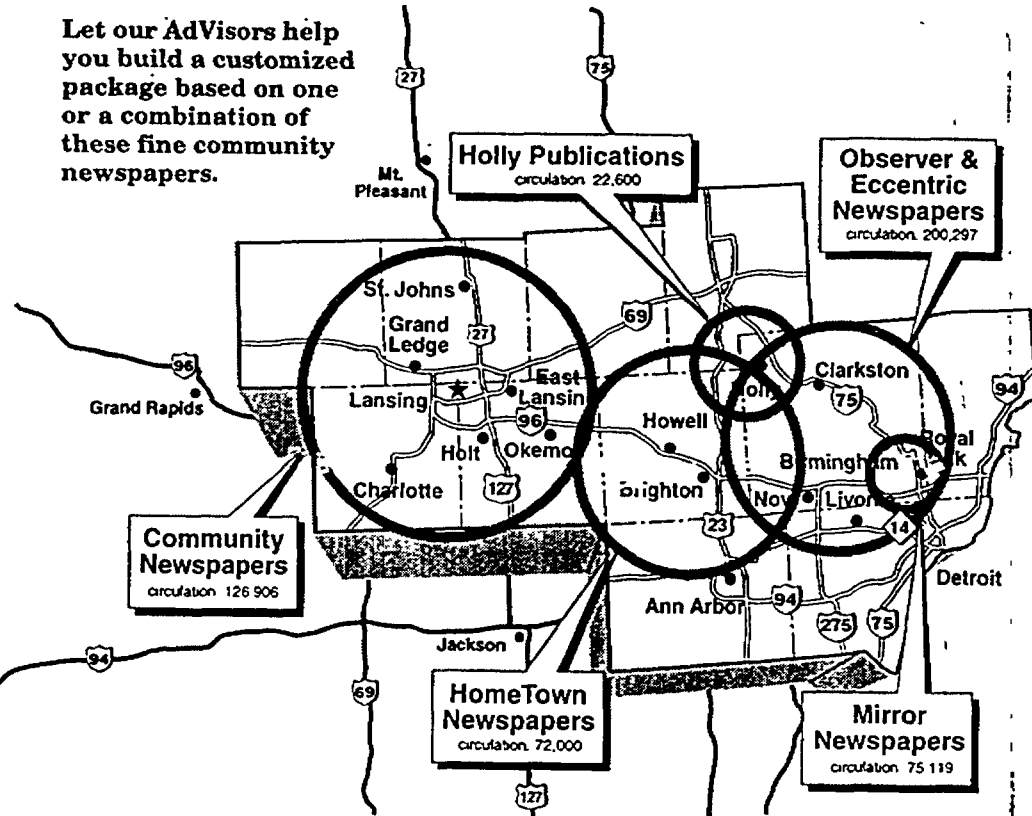 Let our AdVisors help
you build a customized
package based on one
or a combination of
these fine community
newspapers.
27
75
Mt.
Pleasant
Holly Publications
circulation 22,600
Observer &
Eccentric
Newspapers
circulation. 200,297
St. Johns
Grand
Ledge
27
69
96
Grand Rapids
Lansing
East
Lansin
Clarkston
75
94
Howell
96
Holt
Okemo
Royal
Birmingham
Charlotte
127
Brighton
Nov
Livon
23
14
Community
Newspapers
circulation 126 906
Ann Arbor
94
Detroit
275
75
Jackson
94
69
HomeTown
Newspapers
circulation. 72,000
Mirror
Newspapers
circulation 75 119
127